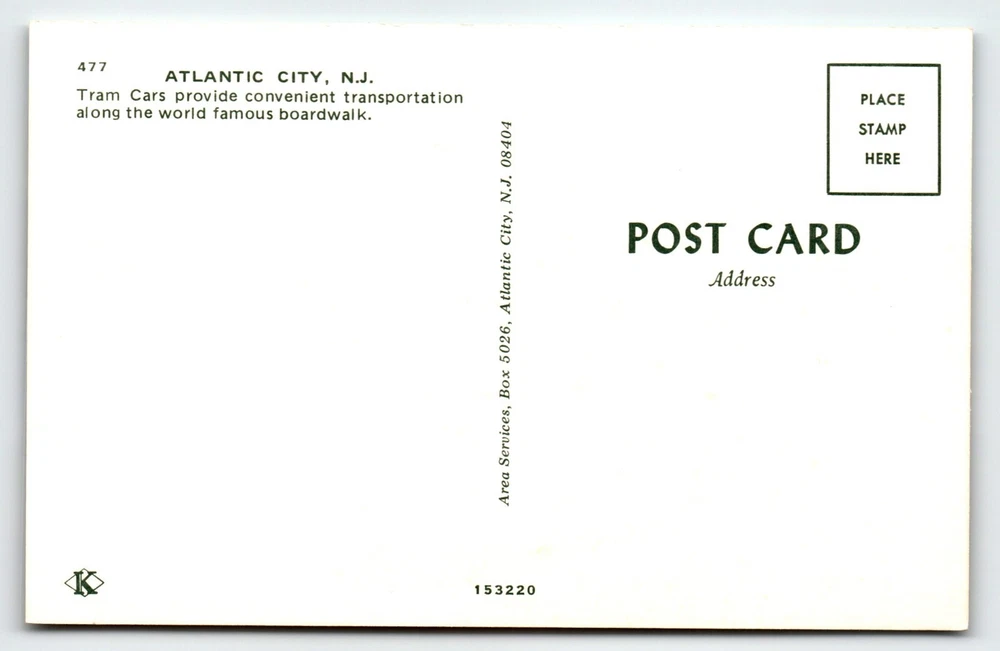 477
ATLANTIC CITY, N.J.
Tram Cars provide convenient transportation
along the world famous boardwalk.
Area Services, Box 5026, Atlantic City, N.J. 08404
PLACE
STAMP
HERE
POST CARD
Address
K
153220